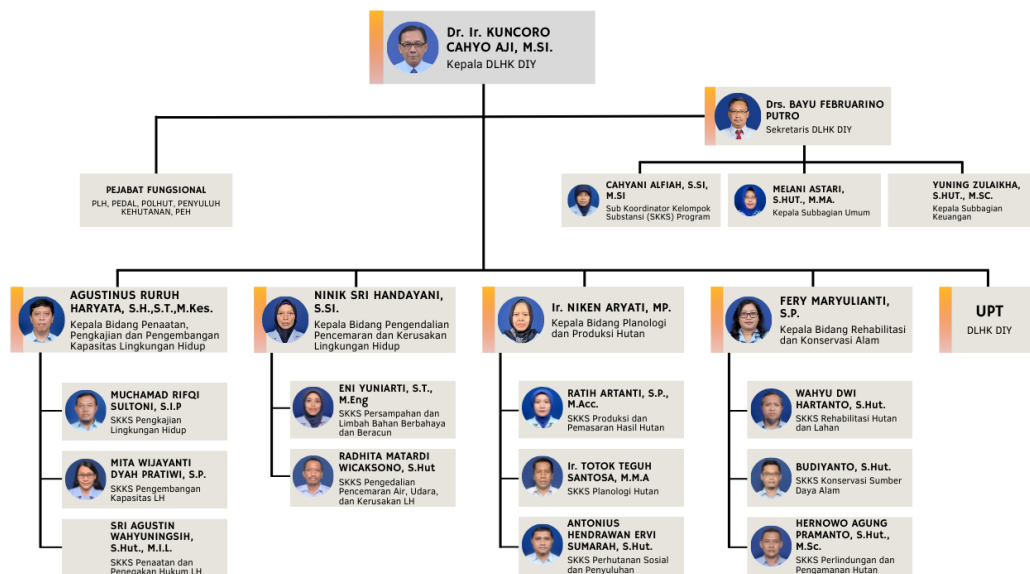 Dr. Ir. KUNCORO
CAHYO AJI, M.SI.
Kepala DLHK DIY
Drs. BAYU FEBRUARINO
PUTRO
Sekretaris DLHK DIY
PEJABAT FUNGSIONAL
PLH, PEDAL, POLHUT, PENYULUH
KEHUTANAN, PEH
CAHYANI ALFIAH, S.SI,
M.SI
Sub Koordinator Kelompok
Substansi (SKKS) Program
MELANI ASTARI,
S.HUT., M.MA.
Kepala Subbagian Umum
YUNING ZULAIKHA,
S.HUT., M.SC.
Kepala Subbagian
Keuangan
AGUSTINUS RURUH
HARYATA, S.H.,S.T.,M.Kes.
Kepala Bidang Penaatan,
Pengkajian dan Pengembangan
Kapasitas Lingkungan Hidup
NINIK SRI HANDAYANI,
S.SI.
Kepala Bidang Pengendalian
Pencemaran dan Kerusakan
Lingkungan Hidup
Ir. NIKEN ARYATI, MP.
Kepala Bidang Planologi
dan Produksi Hutan
FERY MARYULIANTI,
S.P.
Kepala Bidang Rehabilitasi
dan Konservasi Alam
UPT
DLHK DIY
MUCHAMAD RIFQI
SULTONI, S.I.P
SKKS Pengkajian
Lingkungan Hidup
MITA WIJAYANTI
DYAH PRATIWI, S.P.
SKKS Pengembangan
Kapasitas LH
SRI AGUSTIN
WAHYUNINGSIH,
S.Hut., M.I.L.
SKKS Penaatan dan
Penegakan Hukum LH
ENI YUNIARTI, S.T.,
M.Eng
SKKS Persampahan dan
Limbah Bahan Berbahaya
dan Beracun
RADHITA MATARDI
WICAKSONO, S.Hut
SKKS Pengedalian
Pencemaran Air, Udara,
dan Kerusakan LH
RATIH ARTANTI, S.P.,
M.Acc.
SKKS Produksi dan
Pemasaran Hasil Hutan
Ir. TOTOK TEGUH
SANTOSA, M.M.A
SKKS Planologi Hutan
ANTONIUS
HENDRAWAN ERVI
SUMARAH, S.Hut.
SKKS Perhutanan Sosial
dan Penyuluhan
WAHYU DWI
HARTANTO, S.Hut.
SKKS Rehabilitasi Hutan
dan Lahan
BUDIYANTO, S.Hut.
SKKS Konservasi Sumber
Daya Alam
HERNOWO AGUNG
PRAMANTO, S.Hut.,
M.Sc.
SKKS Perlindungan dan
Pengamanan Hutan